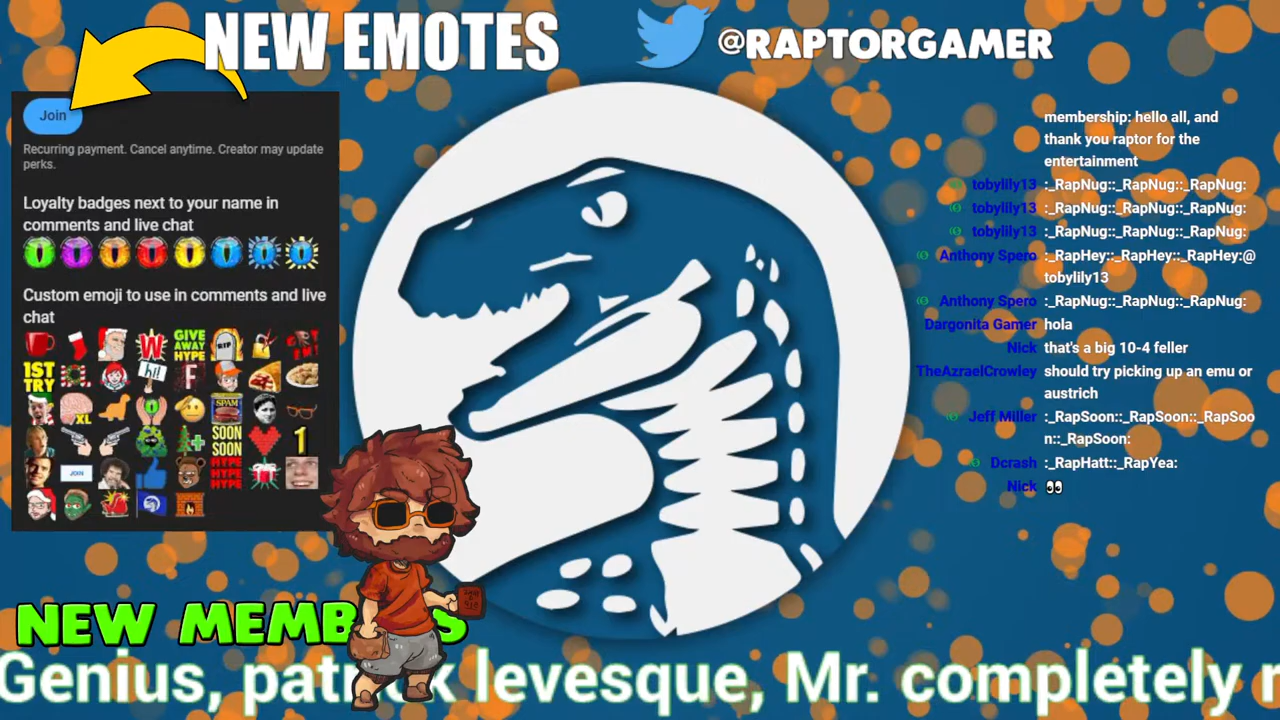 NEW EMOTES
@RAPTORGAMER
Join
Recurring payment. Cancel anytime. Creator may update
perks.
Loyalty badges next to your name in
comments and live chat
Custom emoji to use in comments and live
chat
W
GIVE
AWAY
HYPE
RIP
1ST
TRY
hi!
F
XL
SPAM
SOON
SOON
1
JOIN
HYPE
HYPE
HYPE
membership: hello all, and
thank you raptor for the
entertainment
tobylily13 :_RapNug::_RapNug::_RapNug:
tobylily13 :_RapNug::_RapNug::_RapNug:
tobylily13 :_RapNug::_RapNug::_RapNug:
Anthony Spero :_RapHey::_RapHey::_RapHey:@
tobylily13
Anthony Spero :_RapNug::_RapNug::_RapNug:
Dargonita Gamer hola
Nick that's a big 10-4 feller
TheAzraelCrowley should try picking up an emu or
austrich
Jeff Miller :_RapSoon::_RapSoon::_RapSoo
n::_RapSoon:
Dcrash :_RapHatt::_RapYea:
Nick 👀
NEW MEMB S
Genius, pat k levesque, Mr. completely r